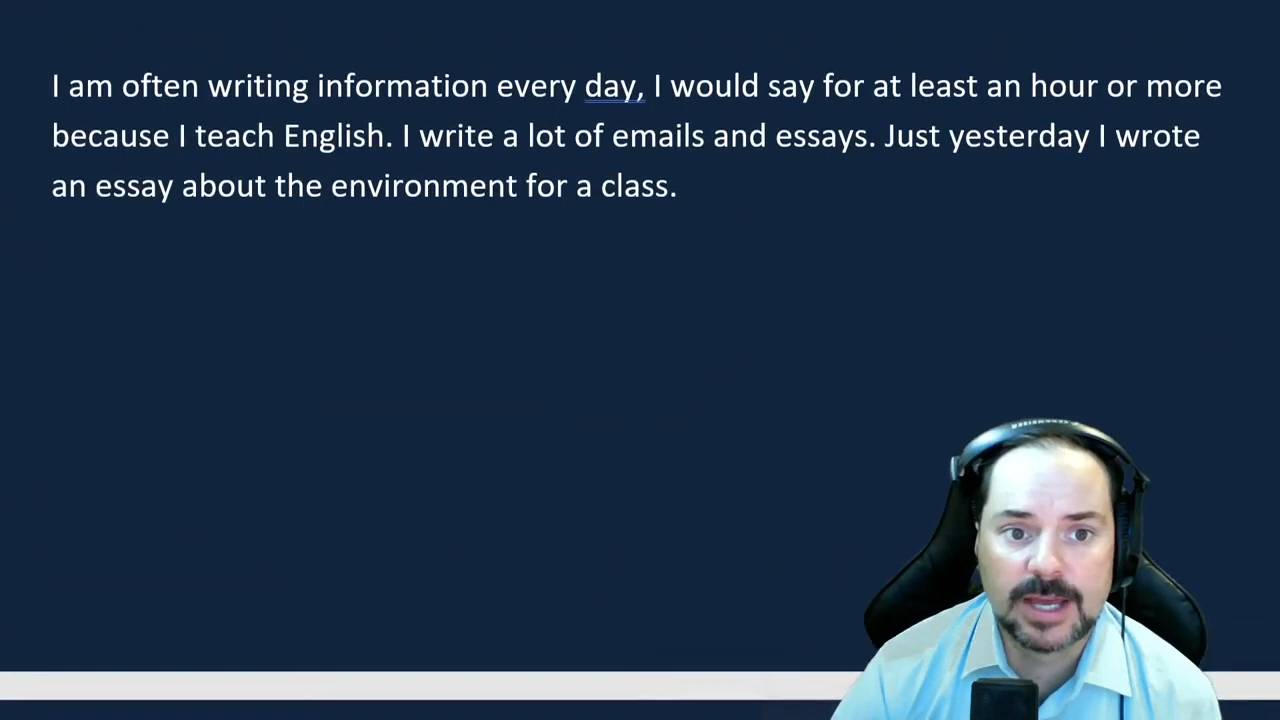 I am often writing information every day, I would say for at least an hour or more
because I teach English. I write a lot of emails and essays. Just yesterday I wrote
an essay about the environment for a class.